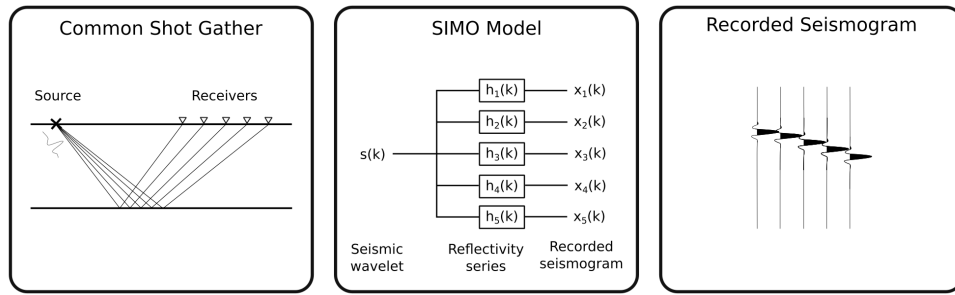 Common Shot Gather
Source
Receivers
SIMO Model
h₁(k)
x₁(k)
h₂(k)
x₂(k)
s(k)
h₃(k)
x₃(k)
h₄(k)
x₄(k)
h₅(k)
x₅(k)
Seismic
wavelet
Reflectivity
series
Recorded
seismogram
Recorded Seismogram